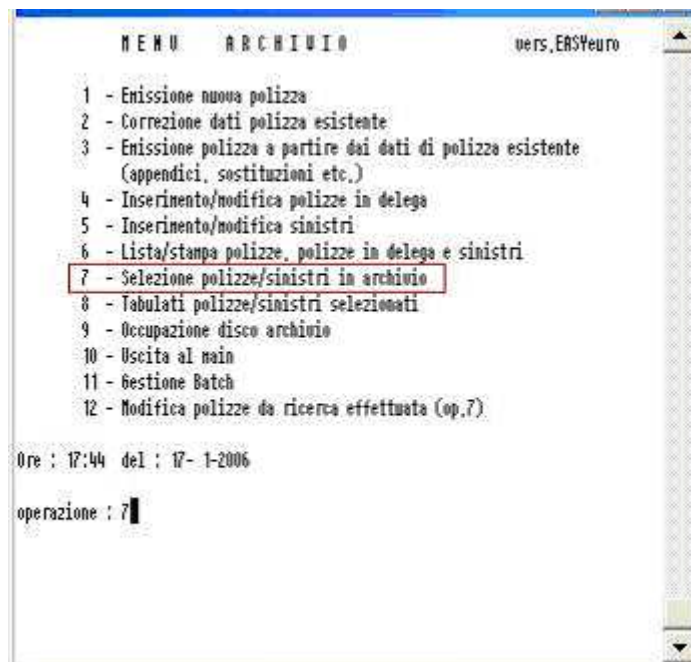 MENU ARCHIVIO vers.EASYeuro
1 - Emissione nuova polizza
2 - Correzione dati polizza esistente
3 - Emissione polizza a partire dai dati di polizza esistente
(appendici, sostituzioni etc.)
4 - Inserimento/modifica polizze in delega
5 - Inserimento/modifica sinistri
6 - Lista/stampa polizze, polizze in delega e sinistri
7 - Selezione polizze/sinistri in archivio
8 - Tabulati polizze/sinistri selezionati
9 - Occupazione disco archivio
10 - Uscita al main
11 - Gestione Batch
12 - Modifica polizze da ricerca effettuata (op.7)
Ore : 17:44 del : 17- 1-2006
operazione : 7